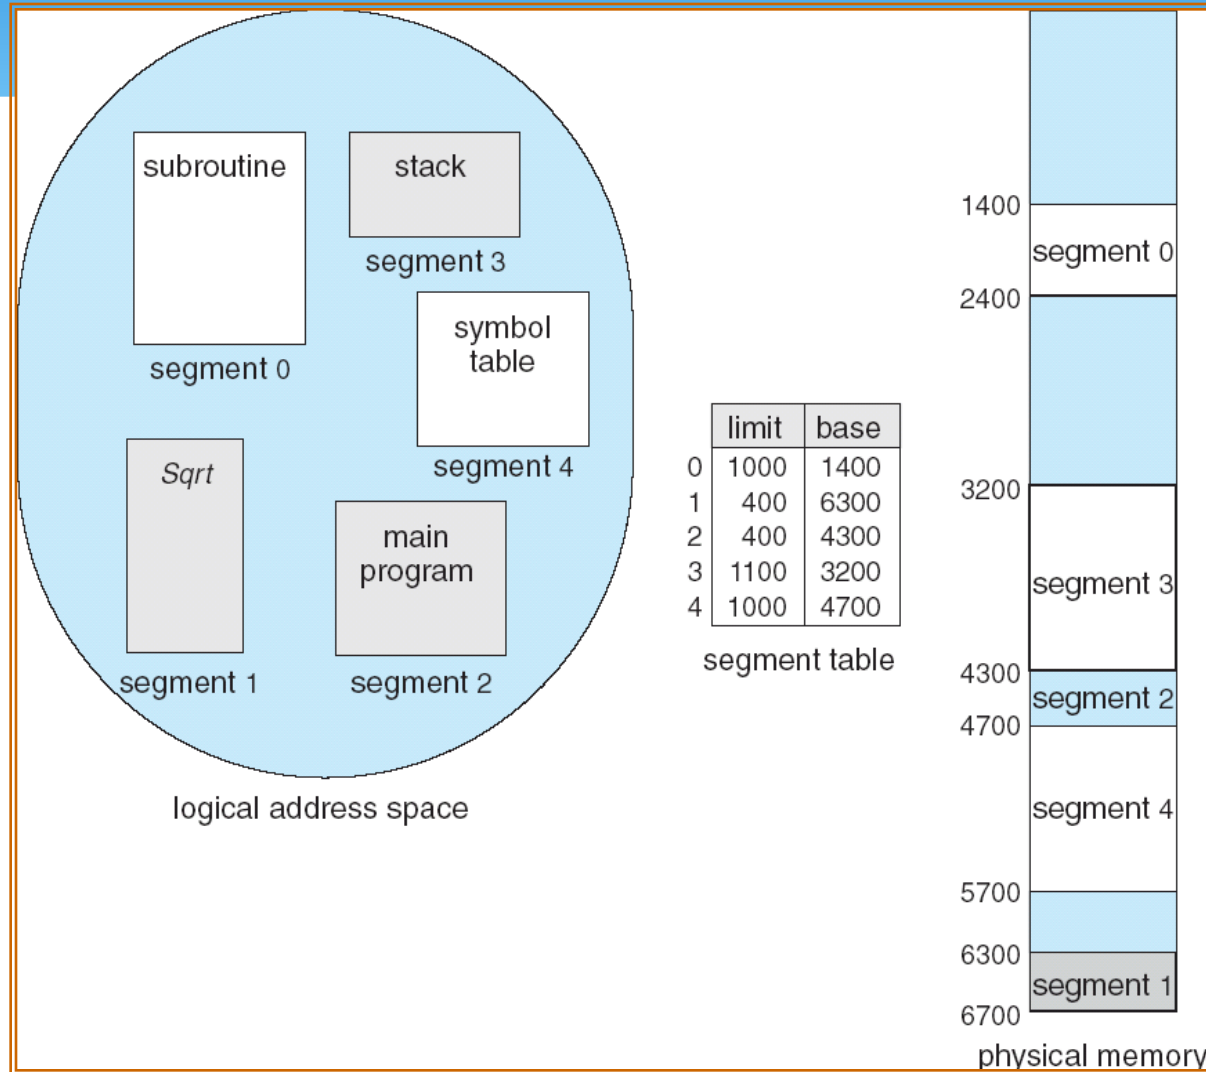 subroutine
segment 0
stack
segment 3
symbol
table
segment 4
Sqrt
segment 1
main
program
segment 2
logical address space
limit base
0 1000 1400
1 400 6300
2 400 4300
3 1100 3200
4 1000 4700
segment table
1400
segment 0
2400
3200
segment 3
4300
segment 2
4700
segment 4
5700
6300
segment 1
6700
physical memory